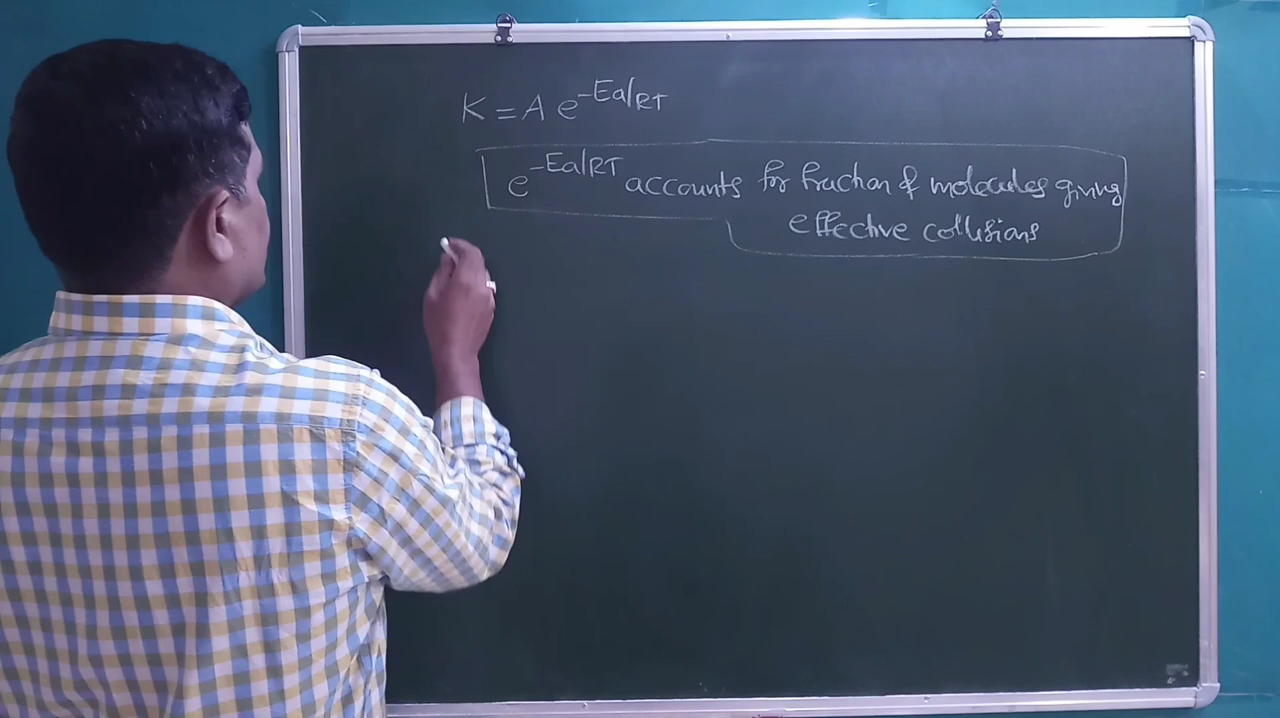 K = A e^-Ea/RT
e^-Ea/RT accounts for fraction of molecules giving
effective collisions